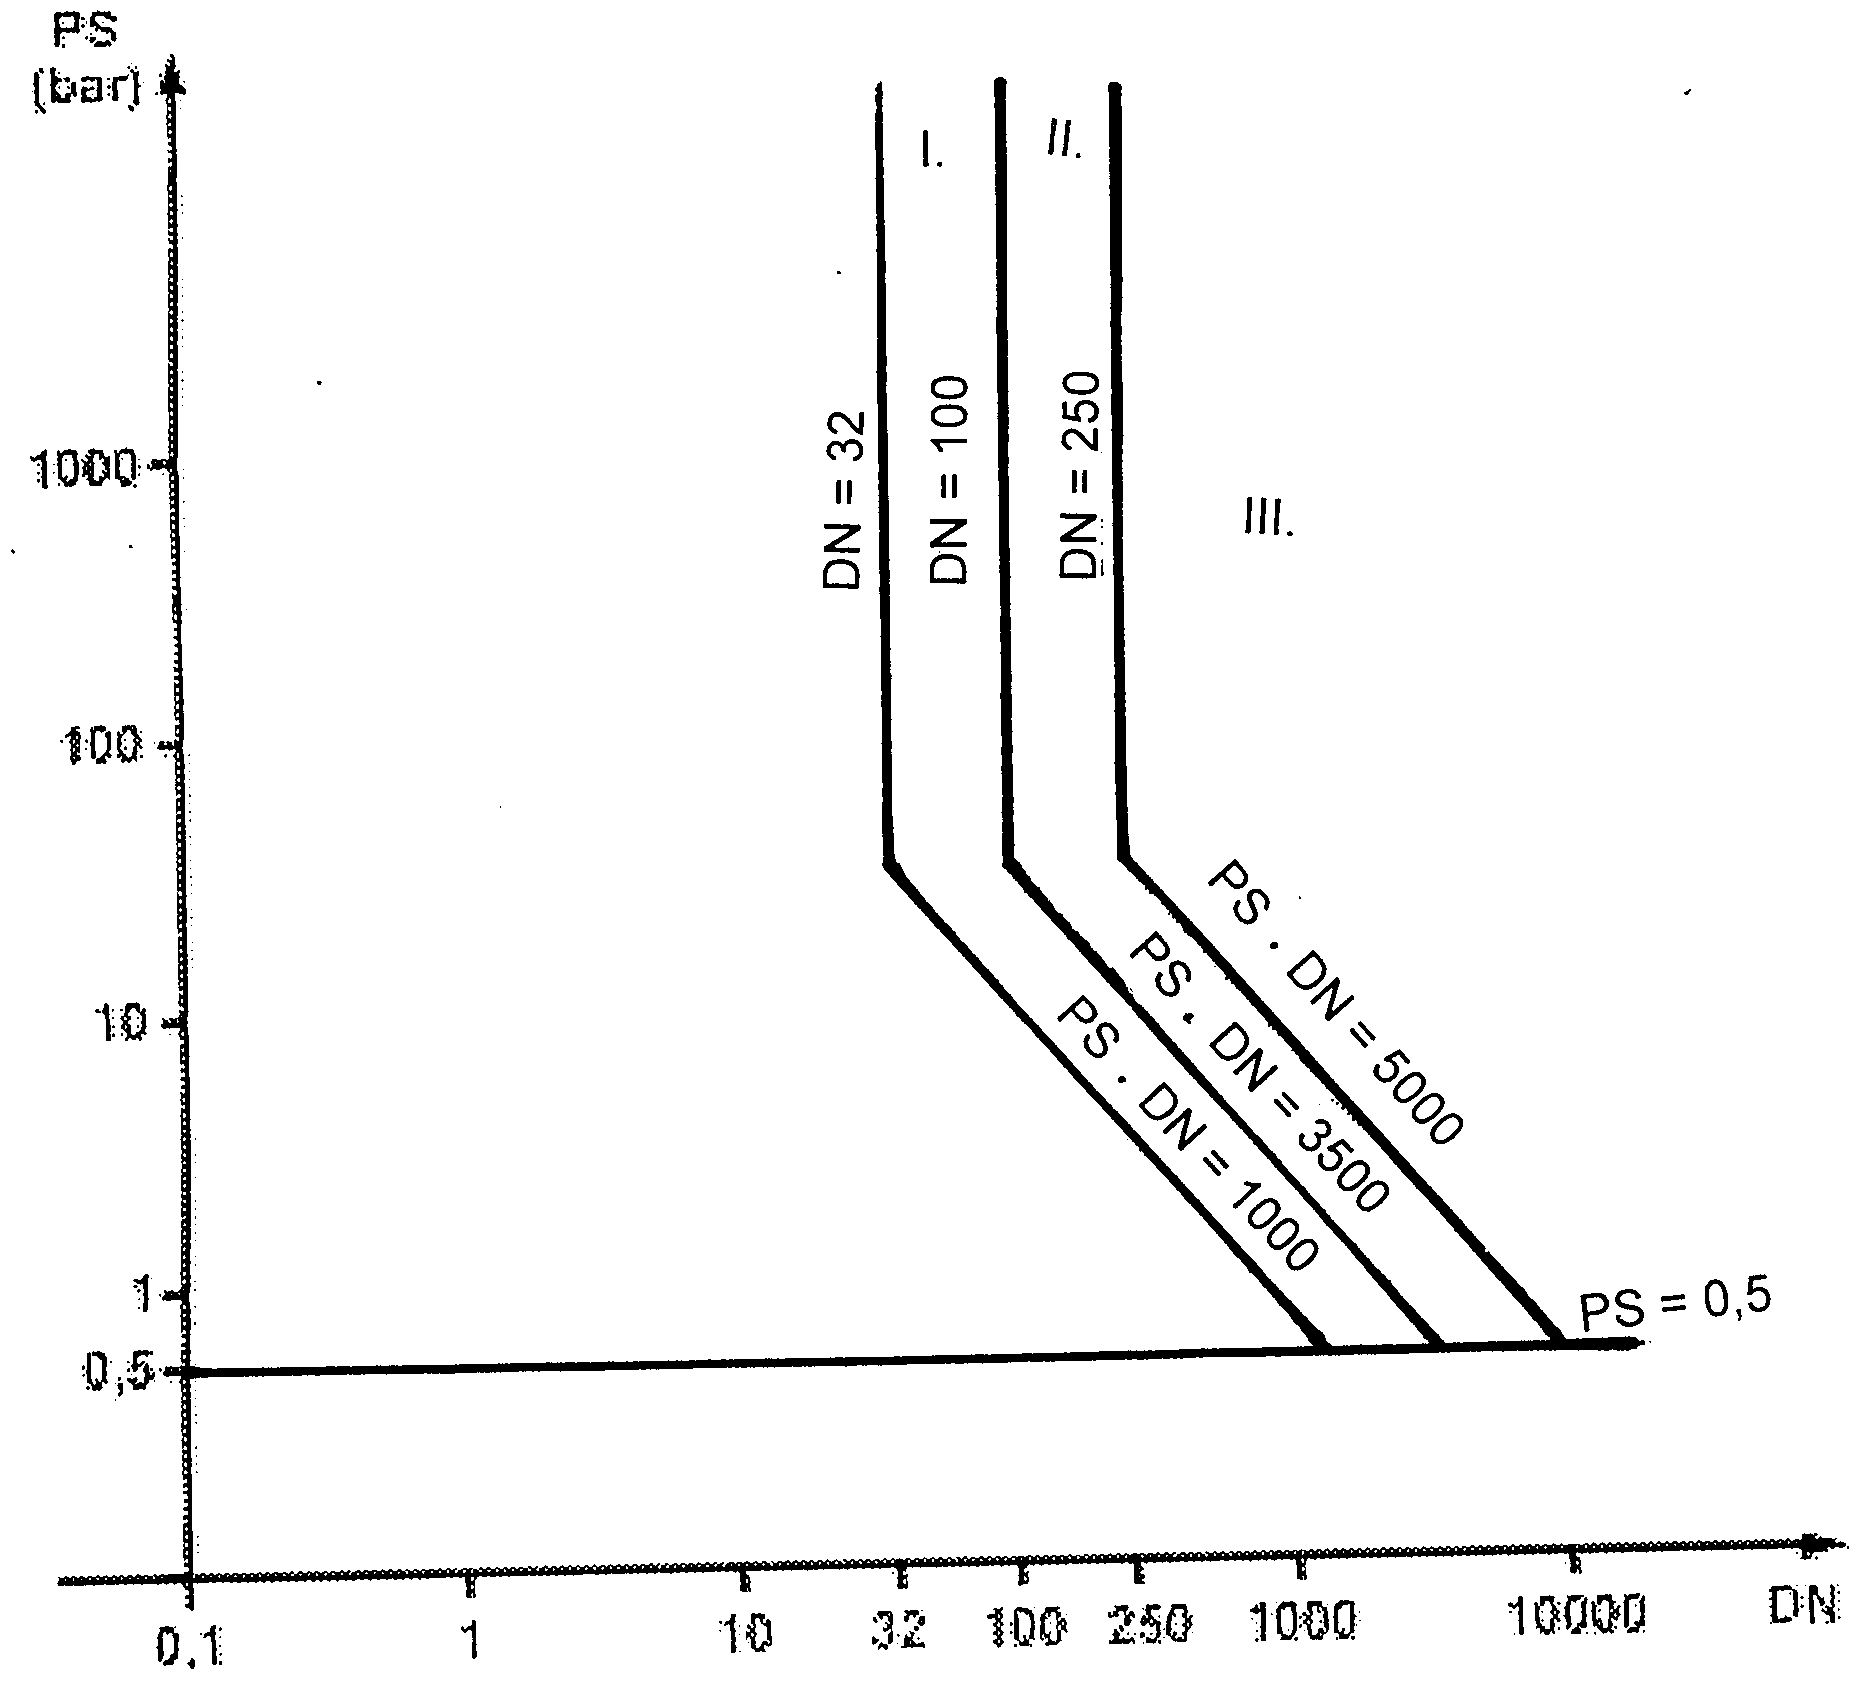 PS
(bar)
I.
II.
III.
DN = 32
DN = 100
DN = 250
1000
100
10
1
0,5
PS . DN = 5000
PS . DN = 3500
PS . DN = 1000
PS = 0,5
0,1
1
10
32
100
250
1000
10000
DN